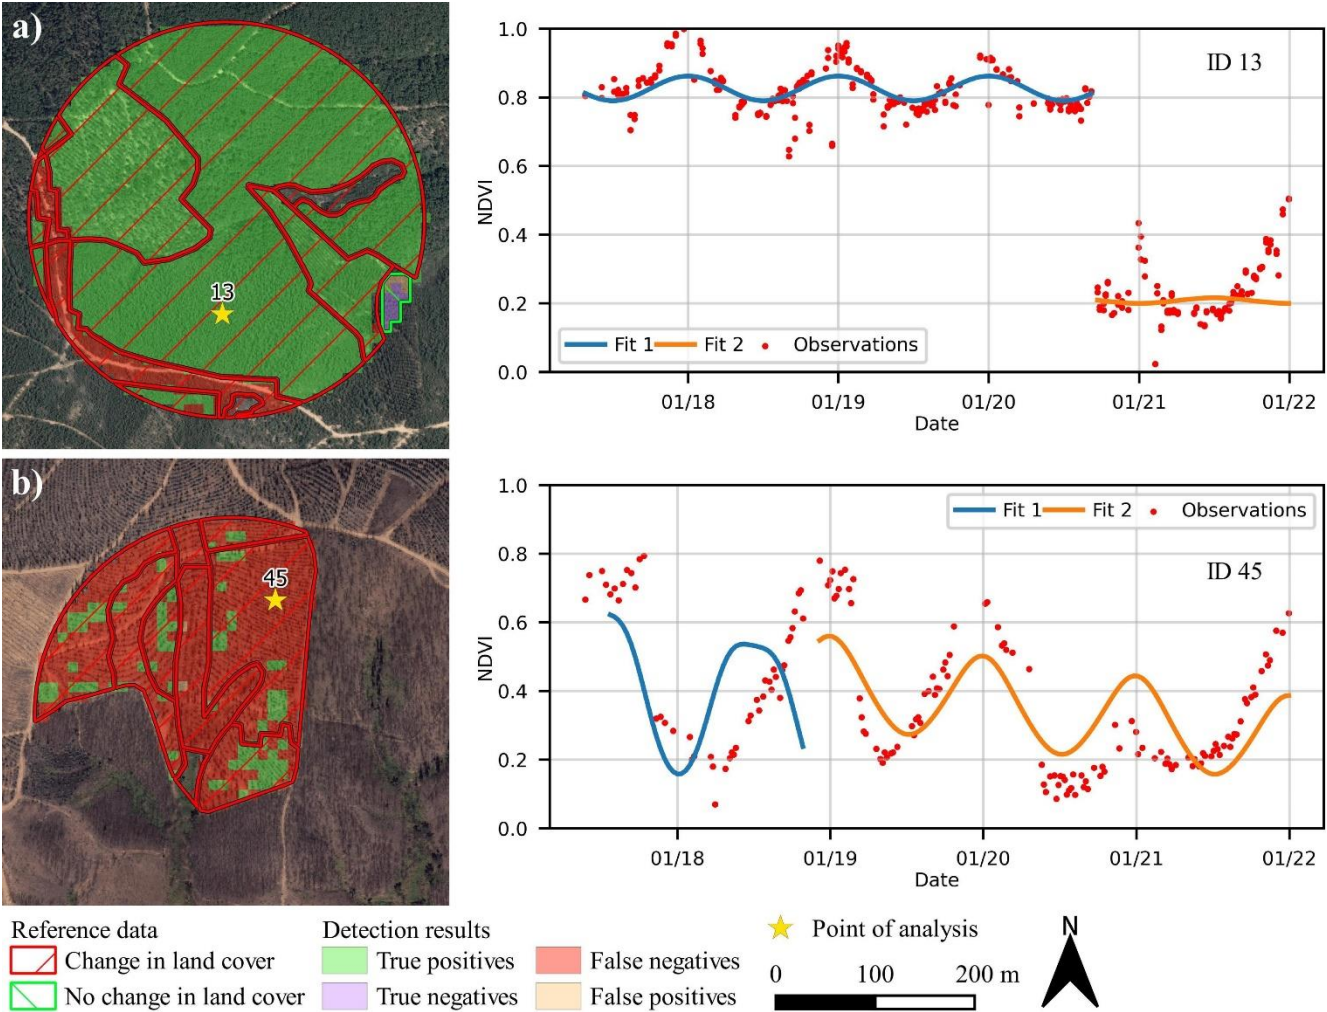 a)
13
1.0
0.8
0.6
0.4
0.2
0.0
NDVI
ID 13
Fit 1 Fit 2 Observations
01/18 01/19 01/20 01/21 01/22
Date
b)
45
1.0
0.8
0.6
0.4
0.2
0.0
NDVI
Fit 1 Fit 2 Observations
ID 45
01/18 01/19 01/20 01/21 01/22
Date
Reference data
Change in land cover
No change in land cover
Detection results
True positives
False negatives
True negatives
False positives
Point of analysis
0 100 200 m
N